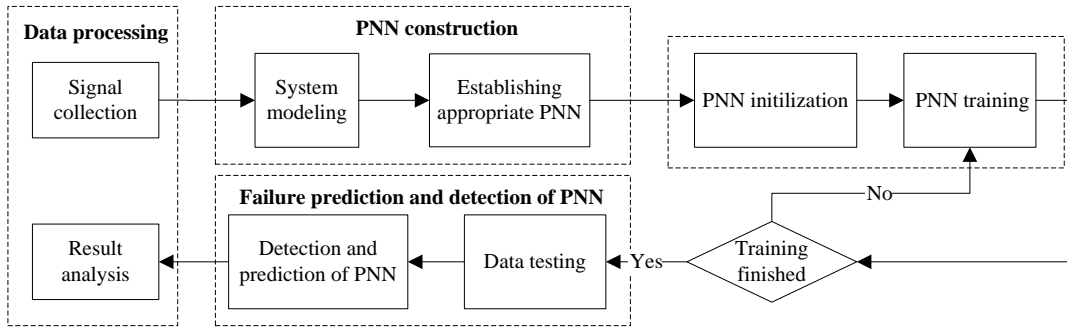 Data processing
Signal
collection
PNN construction
System
modeling
Establishing
appropriate PNN
PNN initilization
PNN training
No
Training
finished
Yes
Failure prediction and detection of PNN
Data testing
Detection and
prediction of PNN
Result
analysis